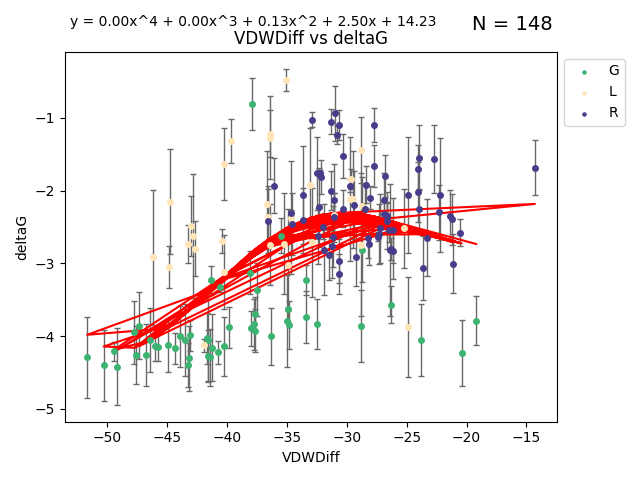 y = 0.00x^4 + 0.00x^3 + 0.13x^2 + 2.50x + 14.23
N = 148
VDWDiff vs deltaG
G
L
R
deltaG
−1
−2
−3
−4
−5
−50 −45 −40 −35 −30 −25 −20 −15
VDWDiff